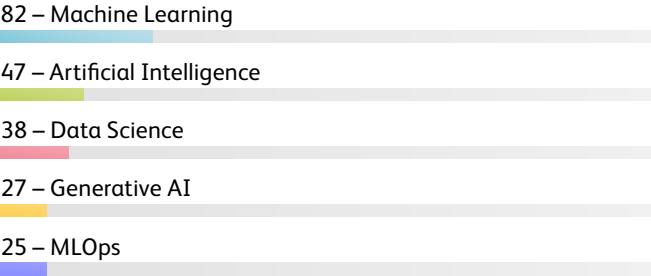 82 – Machine Learning
47 – Artificial Intelligence
38 – Data Science
27 – Generative AI
25 – MLOps